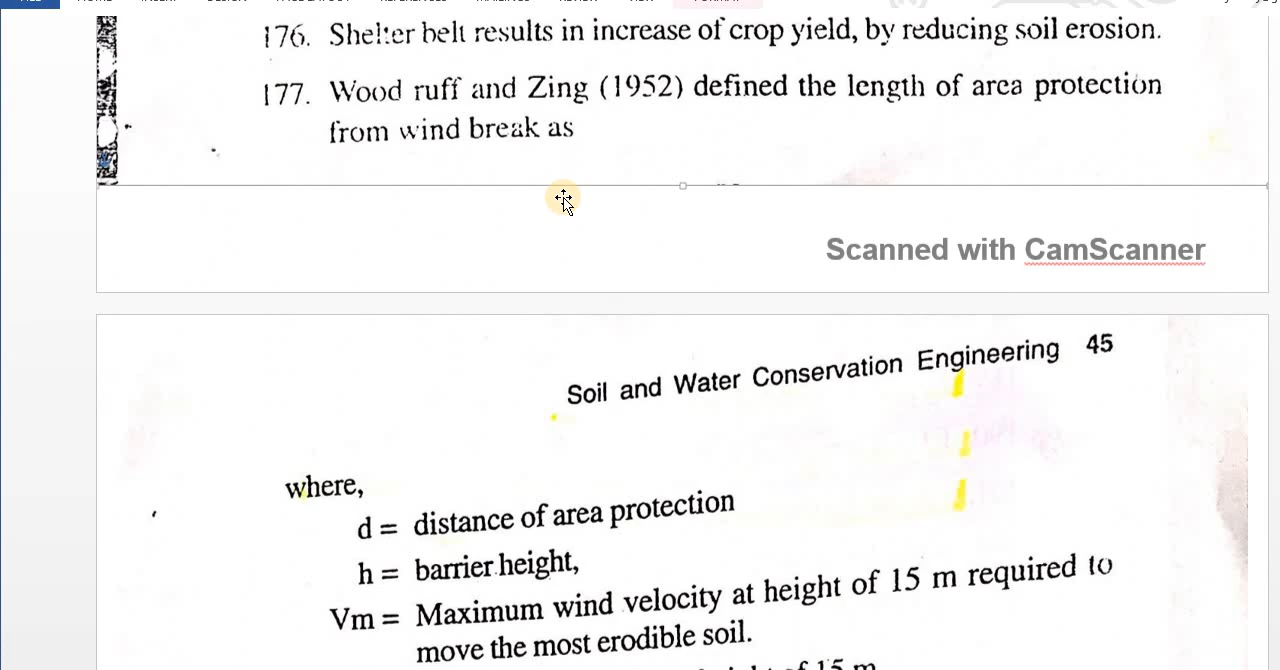 176. Shelter belt results in increase of crop yield, by reducing soil erosion.
177. Wood ruff and Zing (1952) defined the length of area protection
from wind break as
Scanned with CamScanner
Soil and Water Conservation Engineering 45
where,
d = distance of area protection
h = barrier height,
Vm = Maximum wind velocity at height of 15 m required to
move the most erodible soil.
of 15 m